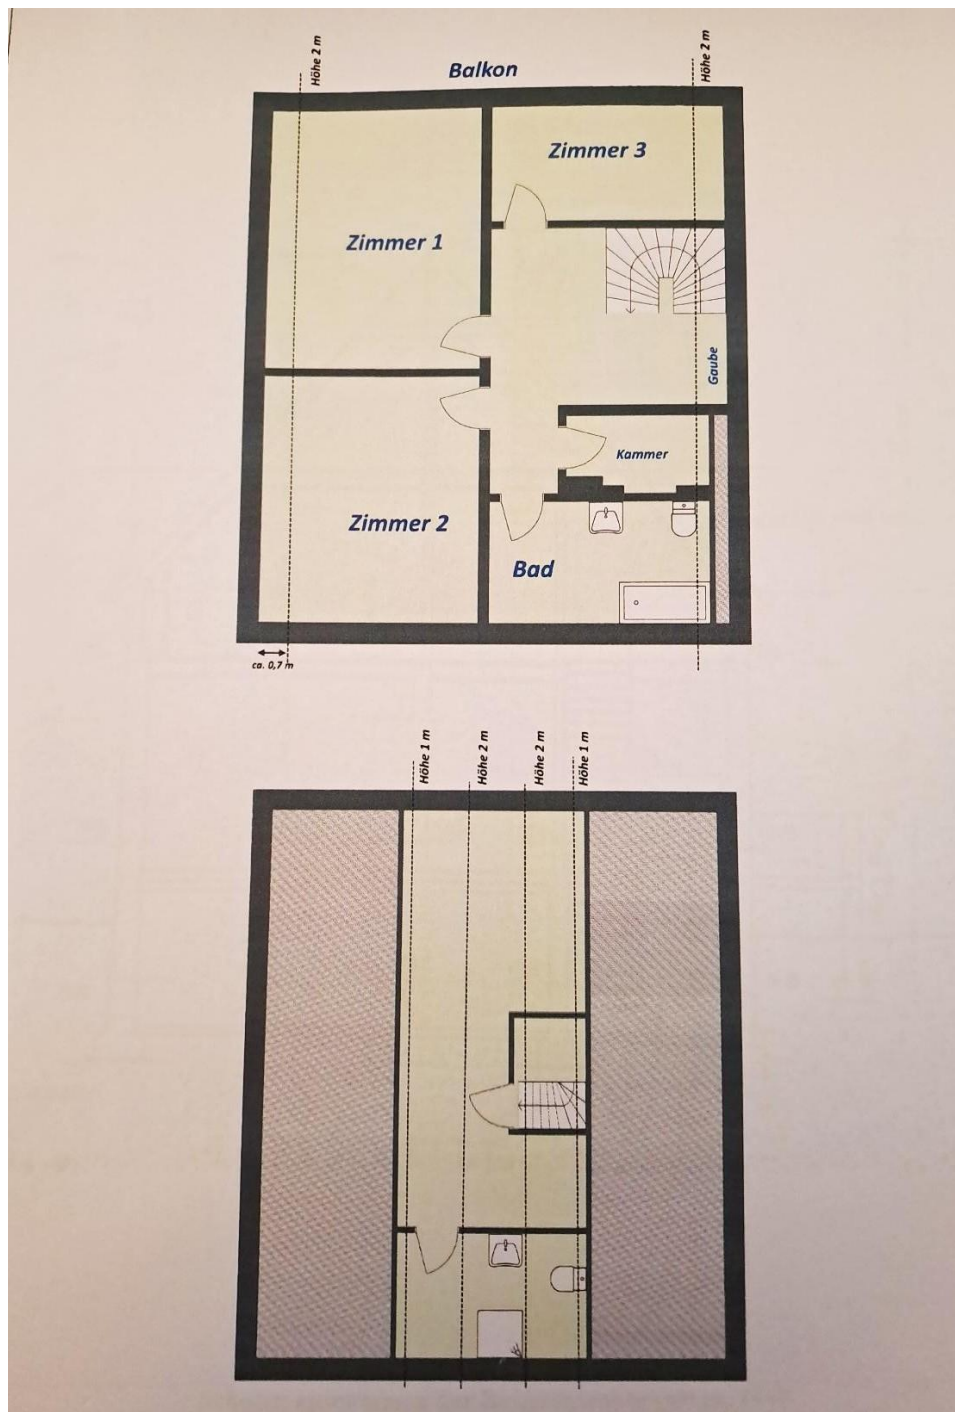 Höhe 2 m
Balkon
Höhe 2 m
Zimmer 3
Zimmer 1
Gaube
Kammer
Zimmer 2
Bad
ca. 0,7 m
Höhe 1 m
Höhe 2 m
Höhe 2 m
Höhe 1 m